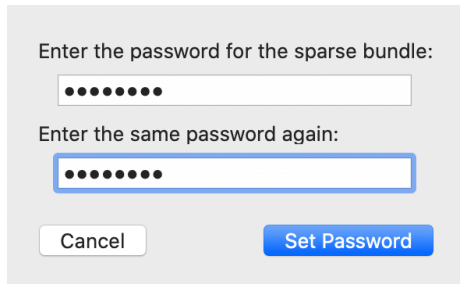 Enter the password for the sparse bundle:
••••••••
Enter the same password again:
••••••••
Cancel
Set Password